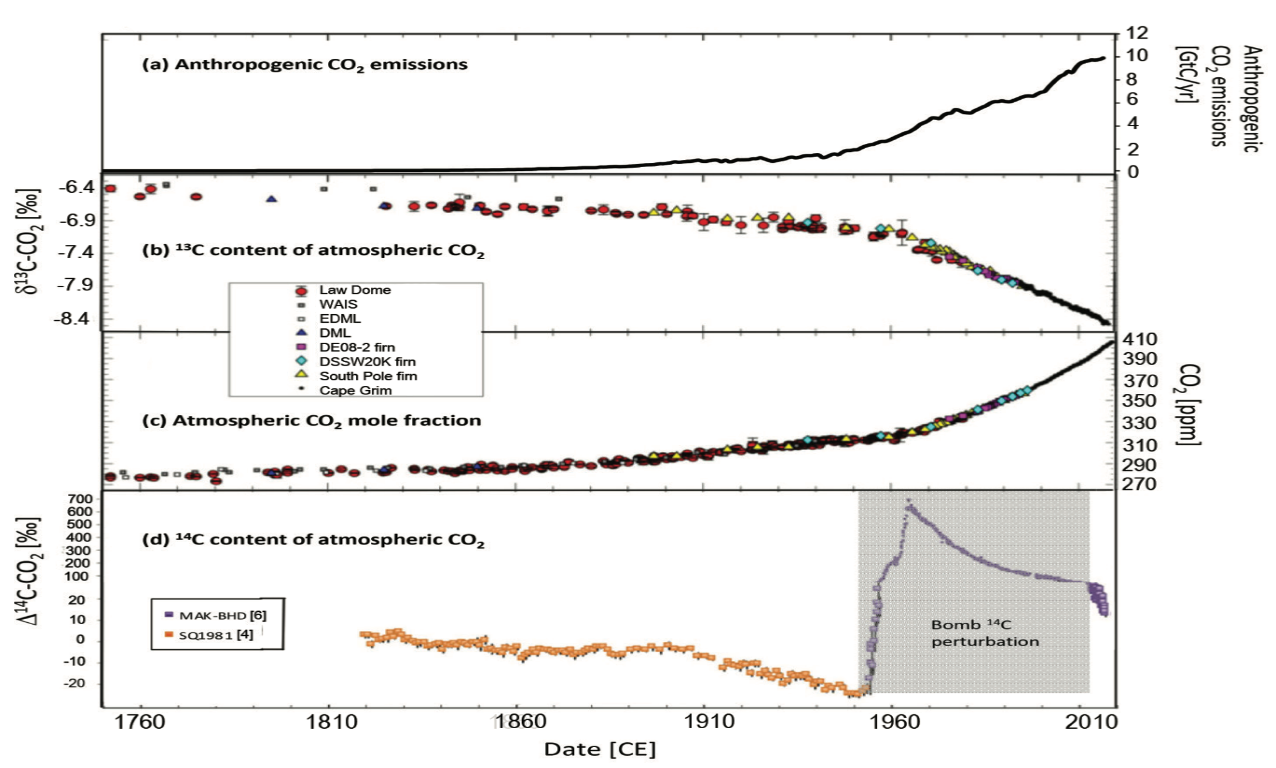 (a) Anthropogenic CO₂ emissions
12
10
8
6
4
2
0
Anthropogenic
CO₂ emissions
[GtC/yr]
-6.4
-6.9
-7.4
-7.9
-8.4
δ¹³C-CO₂ [‰]
(b) ¹³C content of atmospheric CO₂
Law Dome
WAIS
EDML
DML
DE08-2 firn
DSSW20K firn
South Pole firn
Cape Grim
410
390
370
350
330
310
290
270
CO₂ [ppm]
(c) Atmospheric CO₂ mole fraction
700
600
500
400
300
200
100
20
10
0
-10
-20
Δ¹⁴C-CO₂ [‰]
(d) ¹⁴C content of atmospheric CO₂
MAK-BHD [6]
SQ1981 [4]
Bomb ¹⁴C
perturbation
1760 1810 1860 1910 1960 2010
Date [CE]